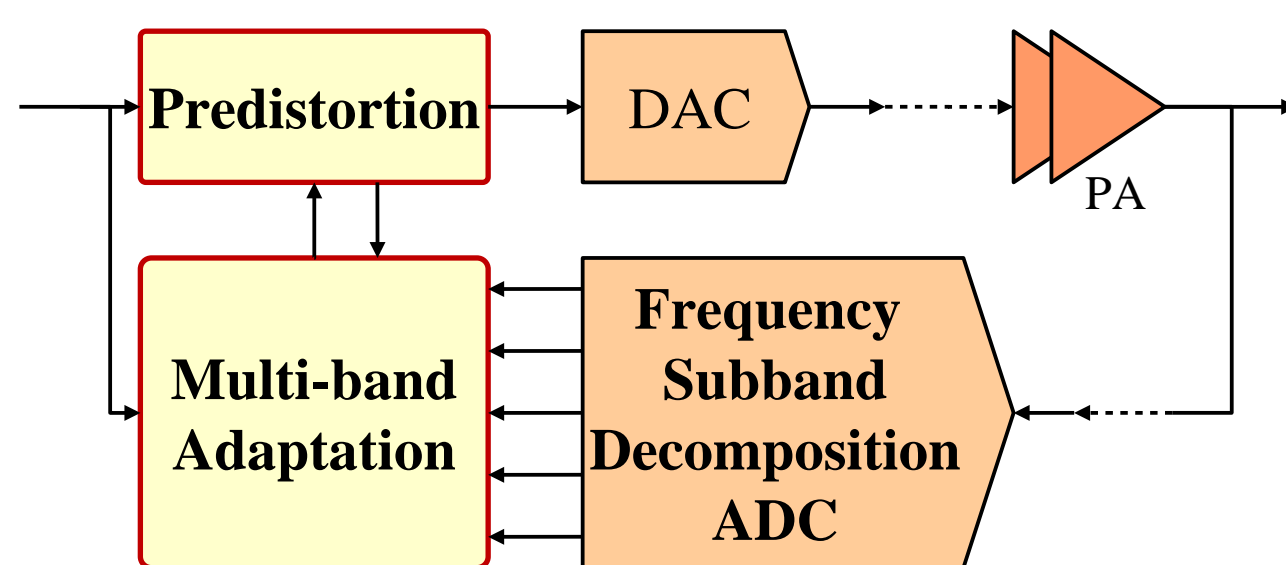 Predistortion
DAC
PA
Multi-band
Adaptation
Frequency
Subband
Decomposition
ADC